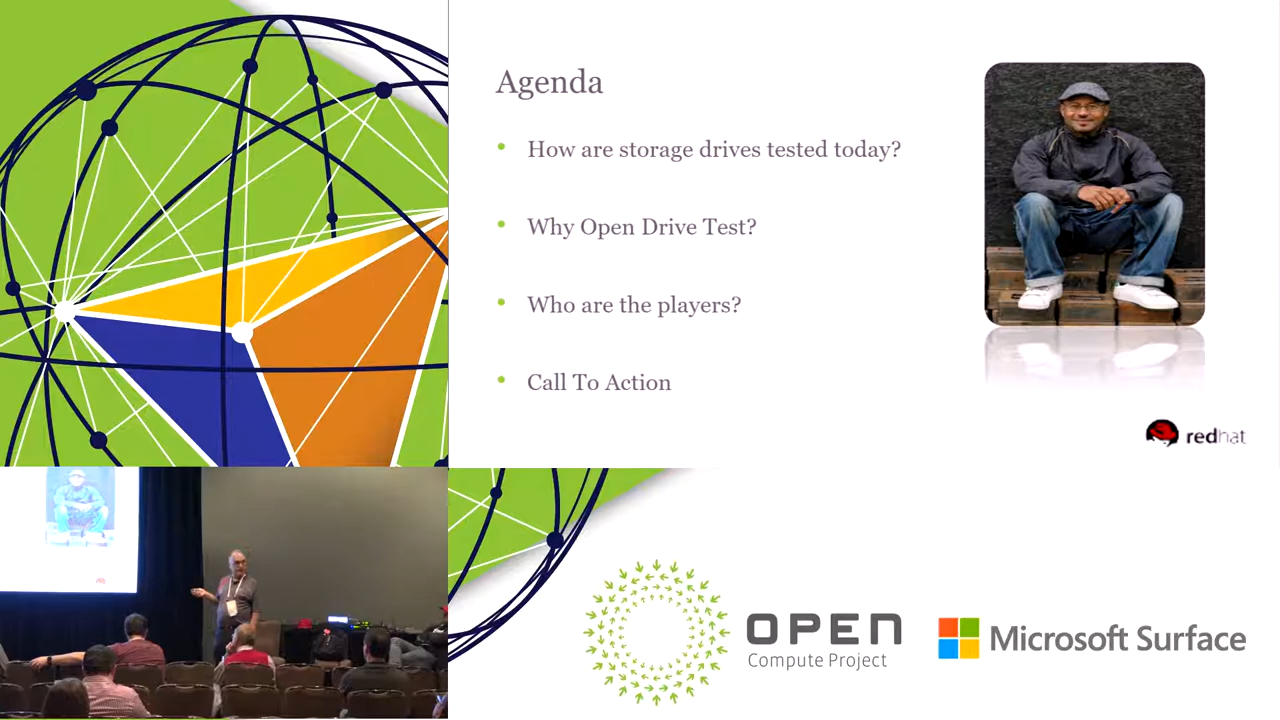 Agenda
• How are storage drives tested today?
• Why Open Drive Test?
• Who are the players?
• Call To Action
redhat
OPEN
Compute Project
Microsoft Surface